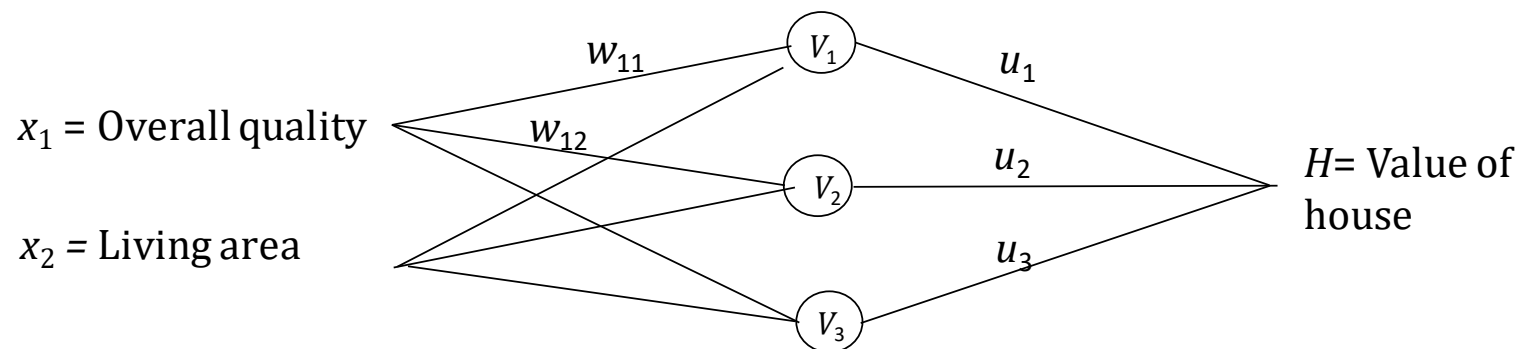 w₁₁
V₁
u₁
x₁ = Overall quality
w₁₂
V₂
u₂
H= Value of
house
x₂ = Living area
u₃
V₃